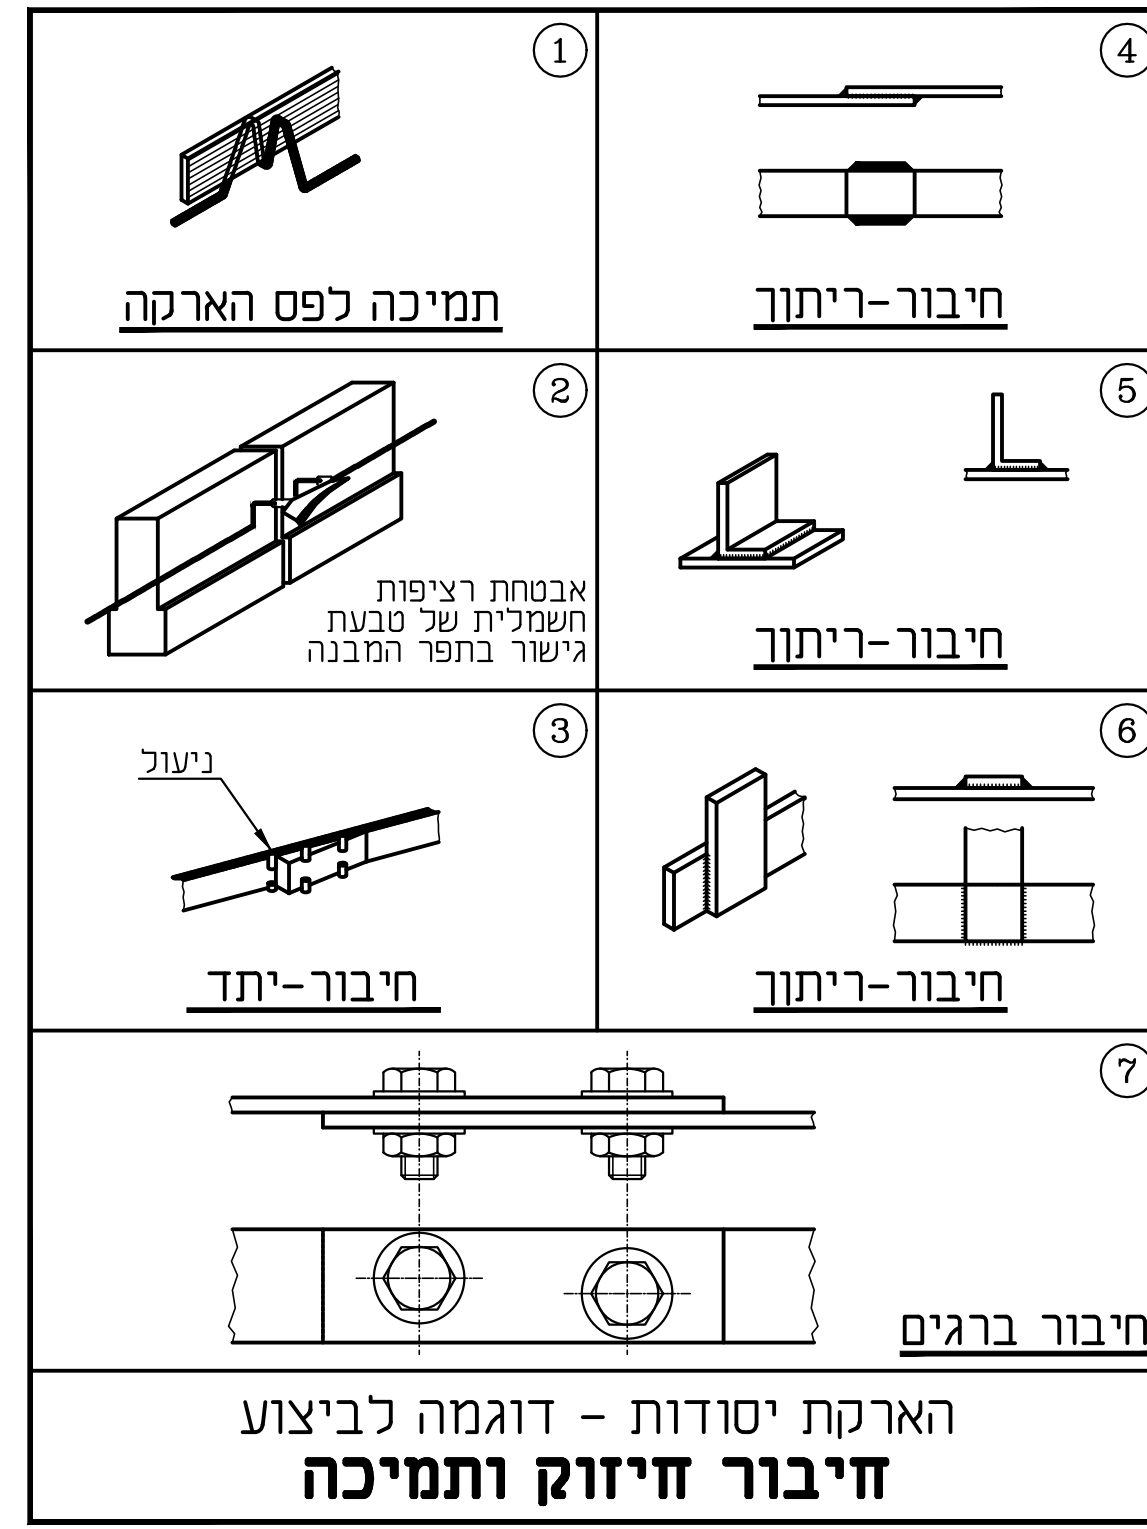 1
תמיכה לפס הארקה
2
אבטחת רציפות
חשמלית של טבעת
גישור בתפר המבנה
3
ניעול
חיבור-יתד
4
חיבור-ריתוך
5
חיבור-ריתוך
6
חיבור-ריתוך
7
חיבור ברגים
הארקת יסודות - דוגמה לביצוע
חיבור חיזוק ותמיכה